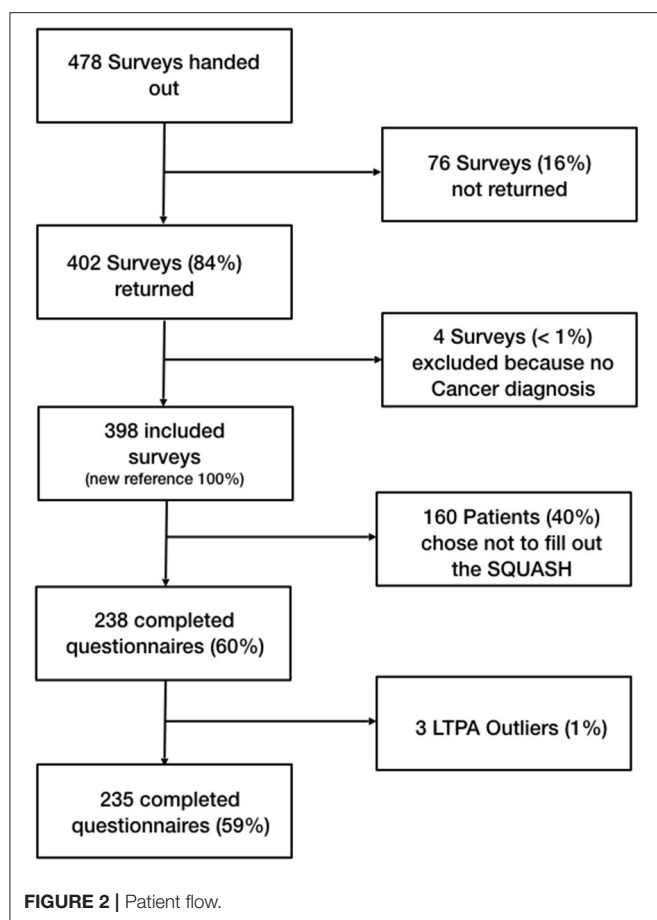 478 Surveys handed
out
76 Surveys (16%)
not returned
402 Surveys (84%)
returned
4 Surveys (< 1%)
excluded because no
Cancer diagnosis
398 included
surveys
(new reference 100%)
160 Patients (40%)
chose not to fill out
the SQUASH
238 completed
questionnaires (60%)
3 LTPA Outliers (1%)
235 completed
questionnaires (59%)
FIGURE 2 | Patient flow.